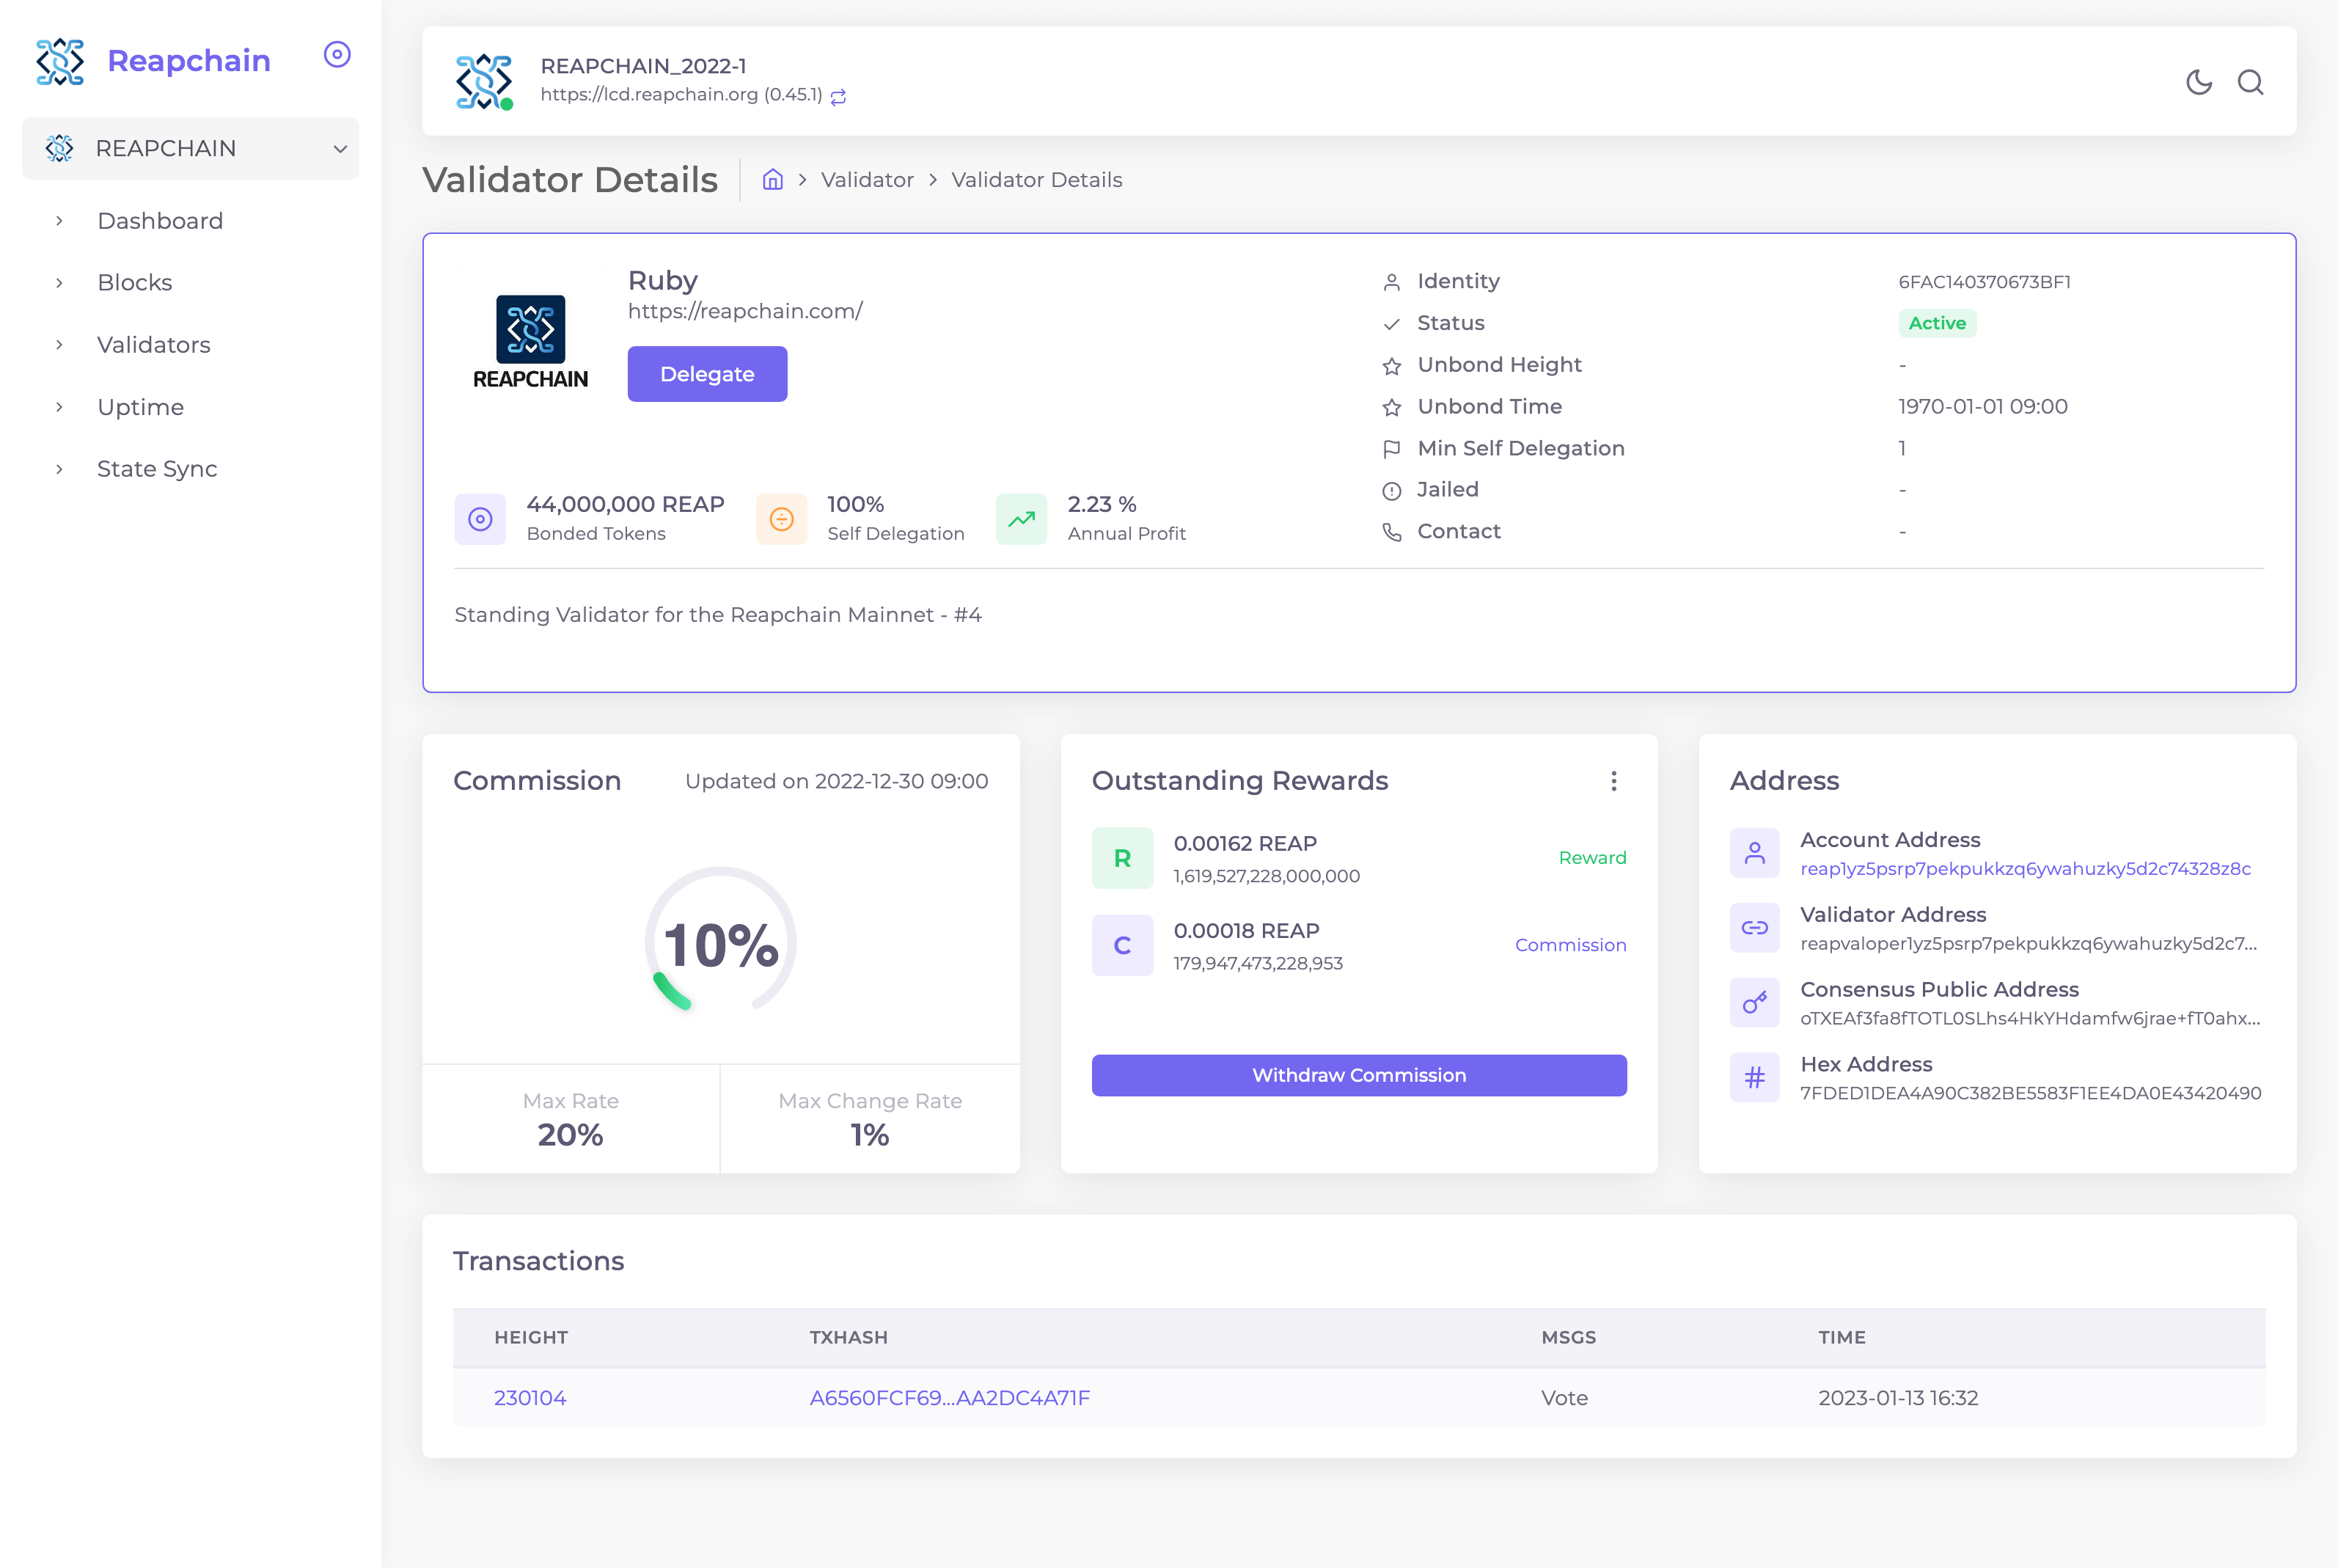 Reapchain
REAPCHAIN
Dashboard
Blocks
Validators
Uptime
State Sync
REAPCHAIN_2022-1
https://lcd.reapchain.org (0.45.1)
Validator Details
Validator
Validator Details
REAPCHAIN
Ruby
https://reapchain.com/
Delegate
44,000,000 REAP
Bonded Tokens
100%
Self Delegation
2.23 %
Annual Profit
Identity 6FAC140370673BF1
Status Active
Unbond Height -
Unbond Time 1970-01-01 09:00
Min Self Delegation 1
Jailed -
Contact -
Standing Validator for the Reapchain Mainnet - #4
Commission Updated on 2022-12-30 09:00
10%
Max Rate
20%
Max Change Rate
1%
Outstanding Rewards
R
0.00162 REAP
1,619,527,228,000,000
Reward
C
0.00018 REAP
179,947,473,228,953
Commission
Withdraw Commission
Address
Account Address
reap1yz5psrp7pekpukkzq6ywahuzky5d2c74328z8c
Validator Address
reapvaloper1yz5psrp7pekpukkzq6ywahuzky5d2c7...
Consensus Public Address
oTXEAf3fa8fTOTL0SLhs4HkYHdamfw6jrae+fT0ahx...
Hex Address
7FDED1DEA4A90C382BE5583F1EE4DA0E43420490
Transactions
HEIGHT TXHASH MSGS TIME
230104 A6560FCF69...AA2DC4A71F Vote 2023-01-13 16:32